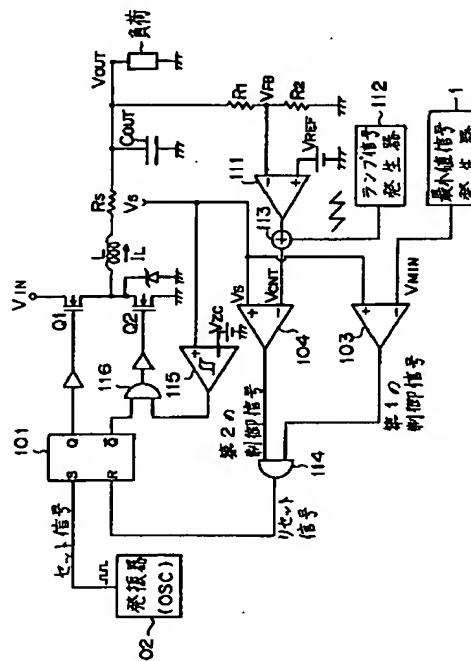 VIN
Q1
Q2
L
IL
RS
VS
COUT
VOUT
負荷
R1
VFB
R2
VREF
111
112
ランプ信号
発生器
113
VCNT
VS
104
103
VMIN
最小値信号
発生器
1
115
VZC
116
101
S
Q
R
Q̅
セット信号
発振器
(OSC)
02
リセット
信号
114
第2の
制御信号
第1の
制御信号
+
-
+
-
+
-
+
-
+